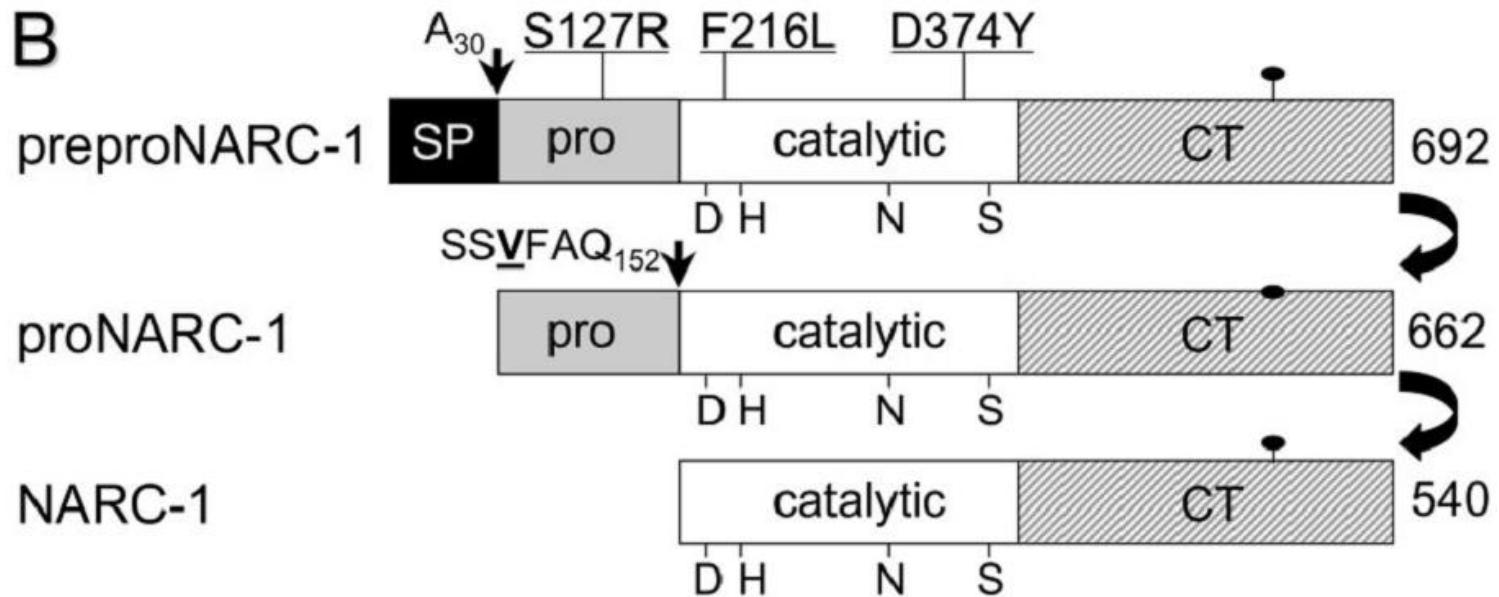 B
A30 S127R F216L D374Y
preproNARC-1 SP pro catalytic CT 692
D H N S
SSVFAQ152
proNARC-1 pro catalytic CT 662
D H N S
NARC-1 catalytic CT 540
D H N S